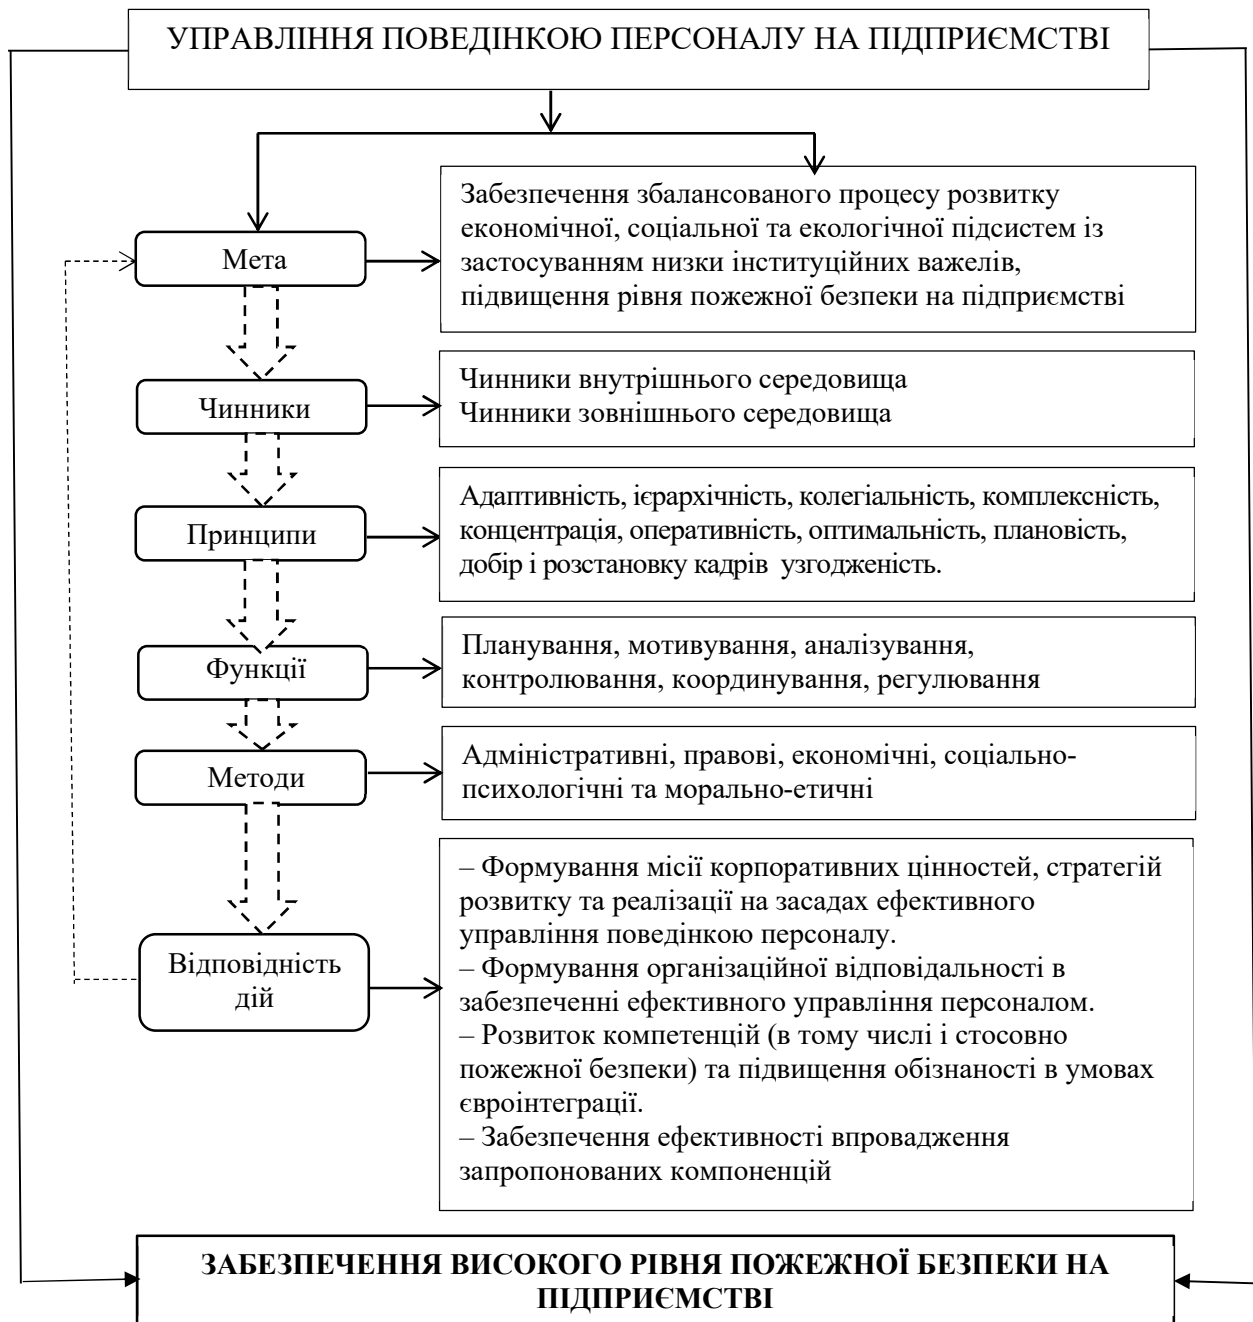 УПРАВЛІННЯ ПОВЕДІНКОЮ ПЕРСОНАЛУ НА ПІДПРИЄМСТВІ
Мета
Забезпечення збалансованого процесу розвитку
економічної, соціальної та екологічної підсистем із
застосуванням низки інституційних важелів,
підвищення рівня пожежної безпеки на підприємстві
Чинники
Чинники внутрішнього середовища
Чинники зовнішнього середовища
Принципи
Адаптивність, ієрархічність, колегіальність, комплексність,
концентрація, оперативність, оптимальність, плановість,
добір і розстановку кадрів узгодженість.
Функції
Планування, мотивування, аналізування,
контролювання, координування, регулювання
Методи
Адміністративні, правові, економічні, соціально-
психологічні та морально-етичні
Відповідність
дій
– Формування місії корпоративних цінностей, стратегій
розвитку та реалізації на засадах ефективного
управління поведінкою персоналу.
– Формування організаційної відповідальності в
забезпеченні ефективного управління персоналом.
– Розвиток компетенцій (в тому числі і стосовно
пожежної безпеки) та підвищення обізнаності в умовах
євроінтеграції.
– Забезпечення ефективності впровадження
запропонованих компоненцій
ЗАБЕЗПЕЧЕННЯ ВИСОКОГО РІВНЯ ПОЖЕЖНОЇ БЕЗПЕКИ НА
ПІДПРИЄМСТВІ